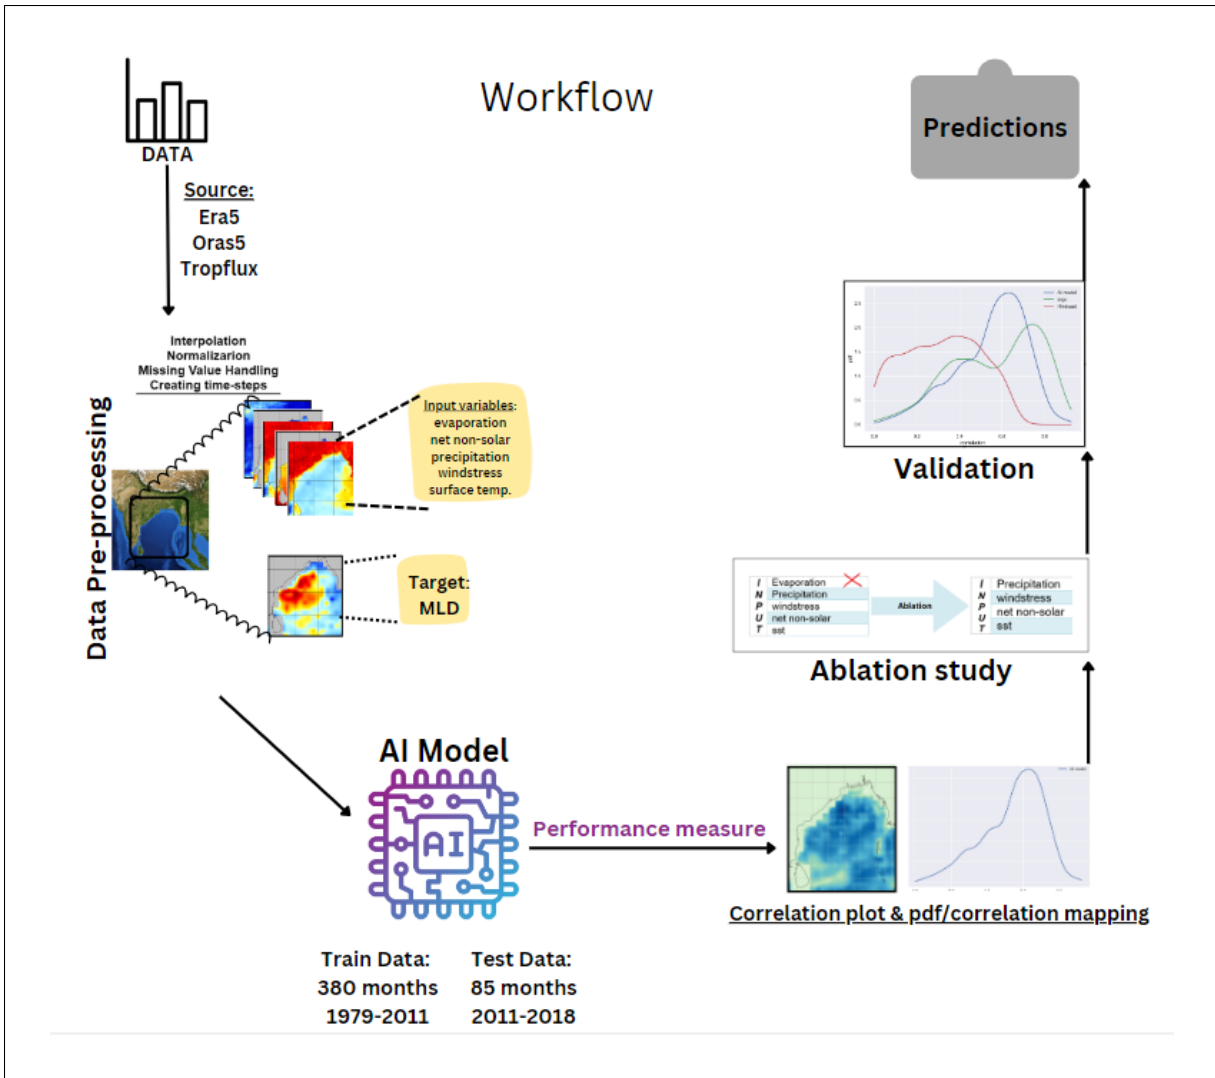 Workflow
DATA
Source:
Era5
Oras5
Tropflux
Interpolation
Normalizarion
Missing Value Handling
Creating time-steps
Data Pre-processing
Input variables:
evaporation
net non-solar
precipitation
windstress
surface temp.
Target:
MLD
AI Model
AI
Train Data:
380 months
1979-2011
Test Data:
85 months
2011-2018
Performance measure
Correlation plot & pdf/correlation mapping
I Evaporation
N Precipitation
P windstress
U net non-solar
T sst
Ablation
I Precipitation
N windstress
P net non-solar
U sst
T
Ablation study
pdf
correlation
Validation
Predictions